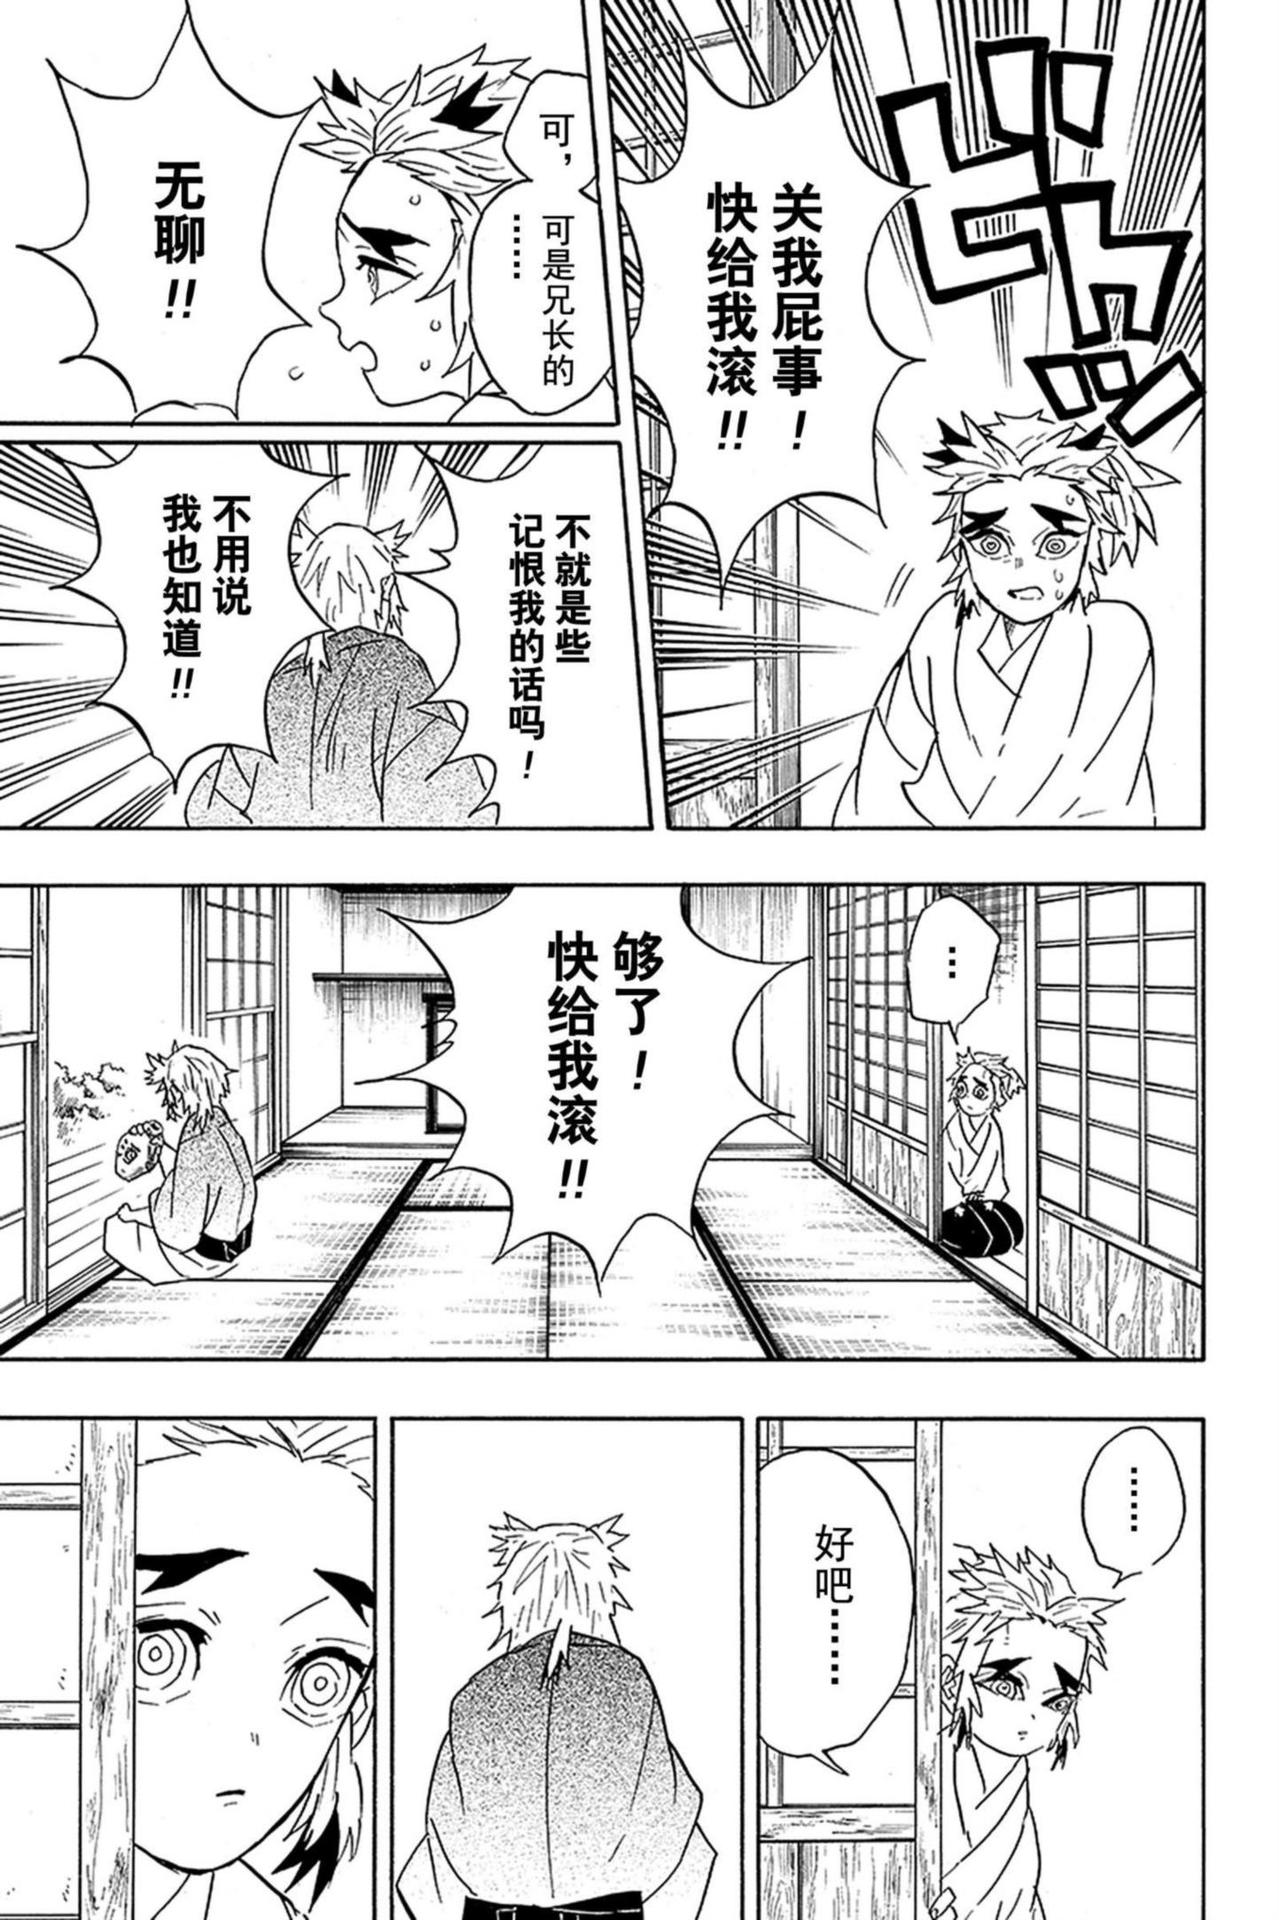 关我屁事！
快给我滚！！
可，
可是兄长的
……
无
聊
！！
不就是些
记恨我的话吗！
不用说
我也知道！！
…
够了！
快给我滚！！
……
好吧……